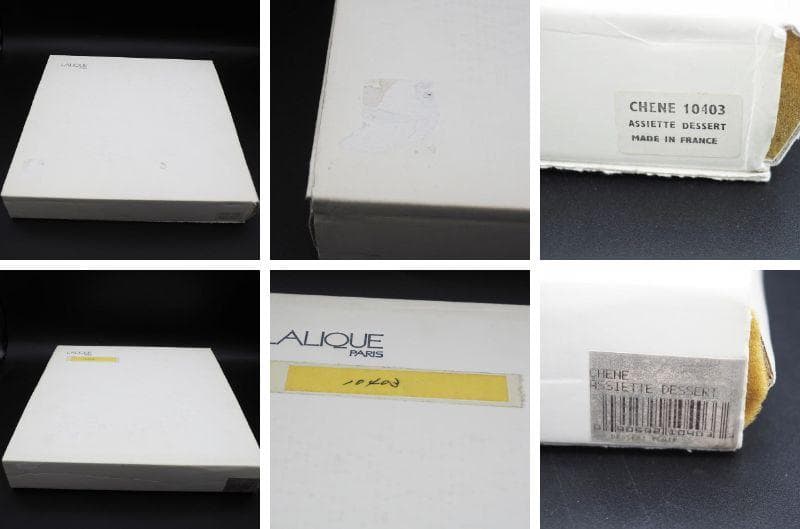 LALIQUE
CHENE 10403
ASSIETTE DESSERT
MADE IN FRANCE
LALIQUE
PARIS
10403
CHENE
ASSIETTE DESSERT